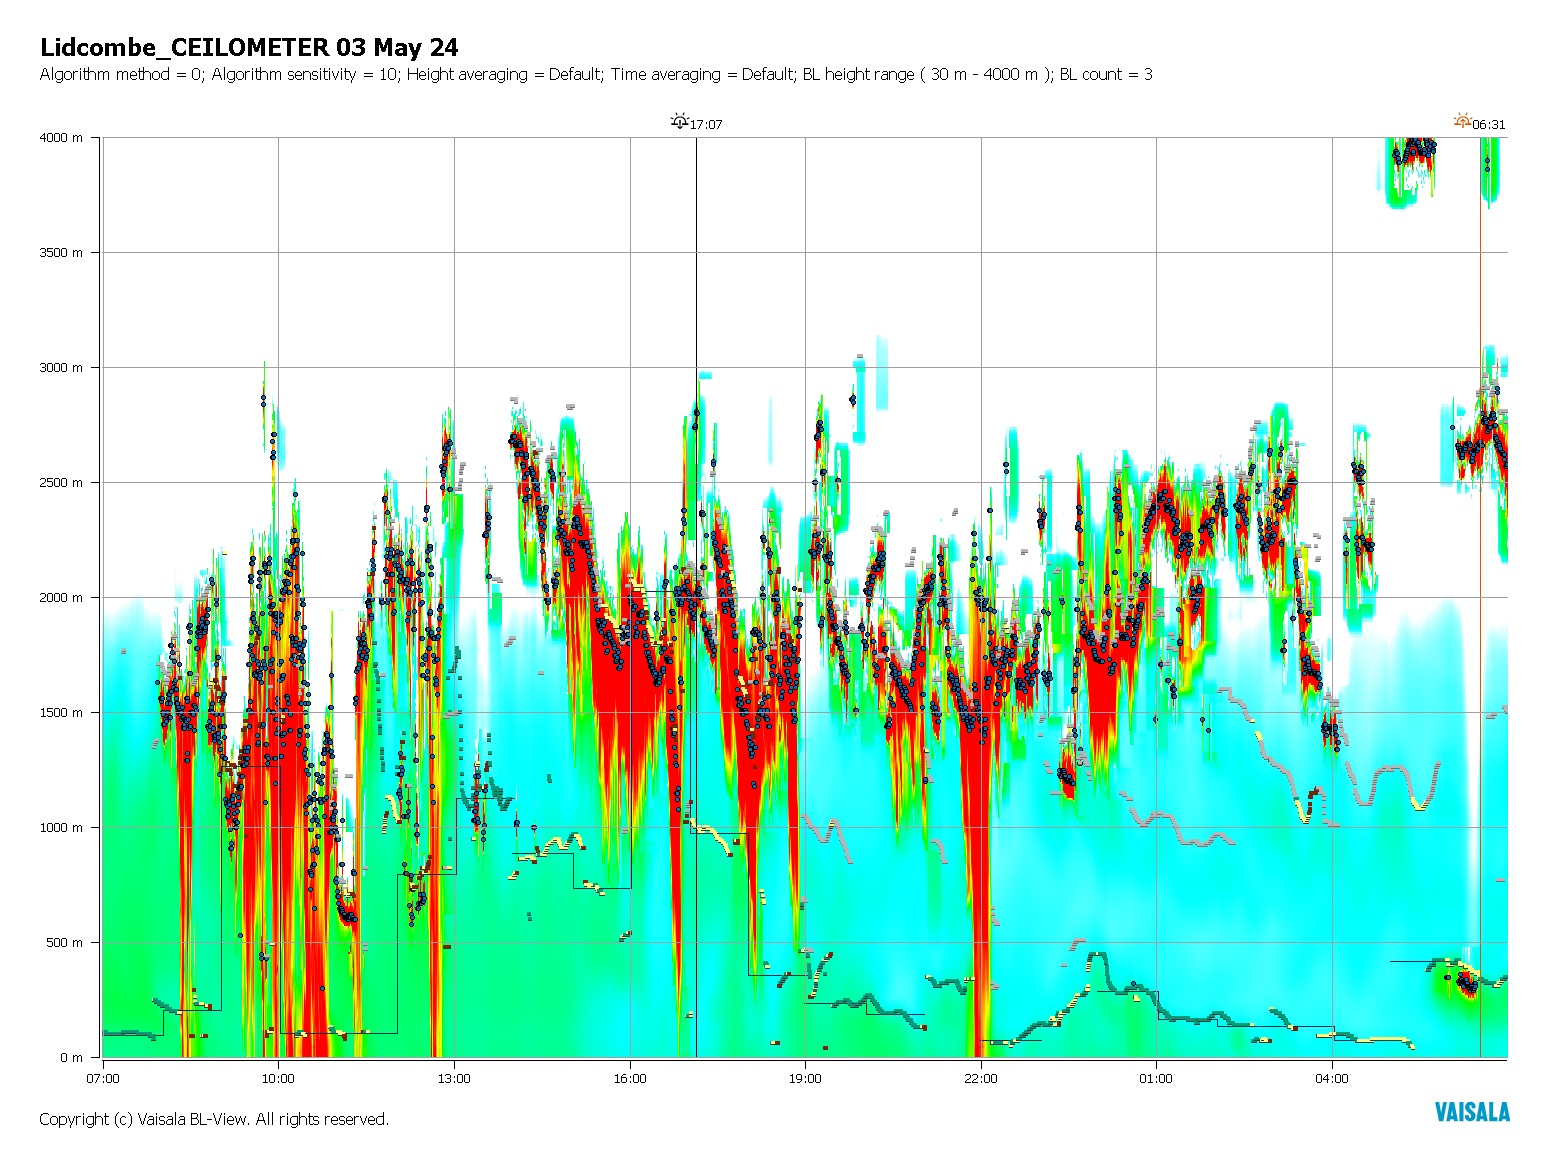 Lidcombe_CEILOMETER 03 May 24
Algorithm method = 0; Algorithm sensitivity = 10; Height averaging = Default; Time averaging = Default; BL height range ( 30 m - 4000 m ); BL count = 3
17:07
06:31
4000 m
3500 m
3000 m
2500 m
2000 m
1500 m
1000 m
500 m
0 m
07:00
10:00
13:00
16:00
19:00
22:00
01:00
04:00
Copyright (c) Vaisala BL-View. All rights reserved.
VAISALA